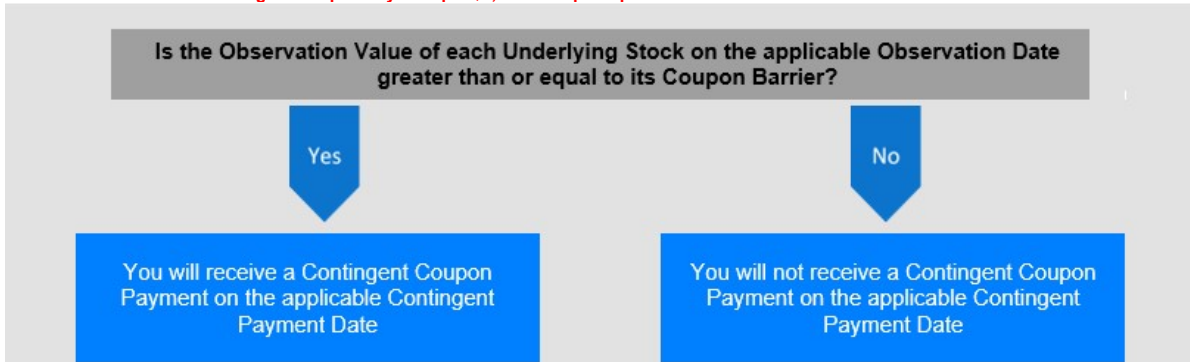 Is the Observation Value of each Underlying Stock on the applicable Observation Date
greater than or equal to its Coupon Barrier?
Yes
No
You will receive a Contingent Coupon
Payment on the applicable Contingent
Payment Date
You will not receive a Contingent Coupon
Payment on the applicable Contingent
Payment Date